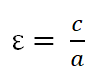 ε = c/a